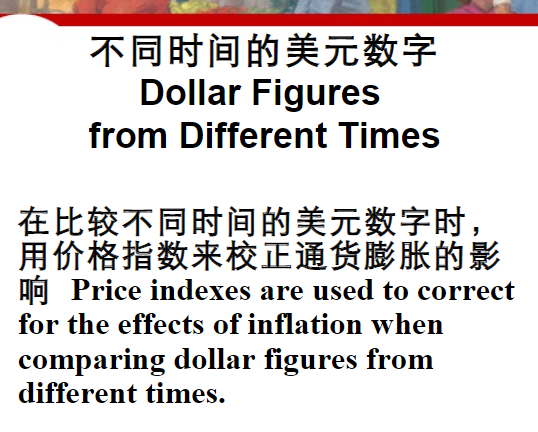 不同时间的美元数字
Dollar Figures
from Different Times
在比较不同时间的美元数字时，
用价格指数来校正通货膨胀的影
响 Price indexes are used to correct
for the effects of inflation when
comparing dollar figures from
different times.